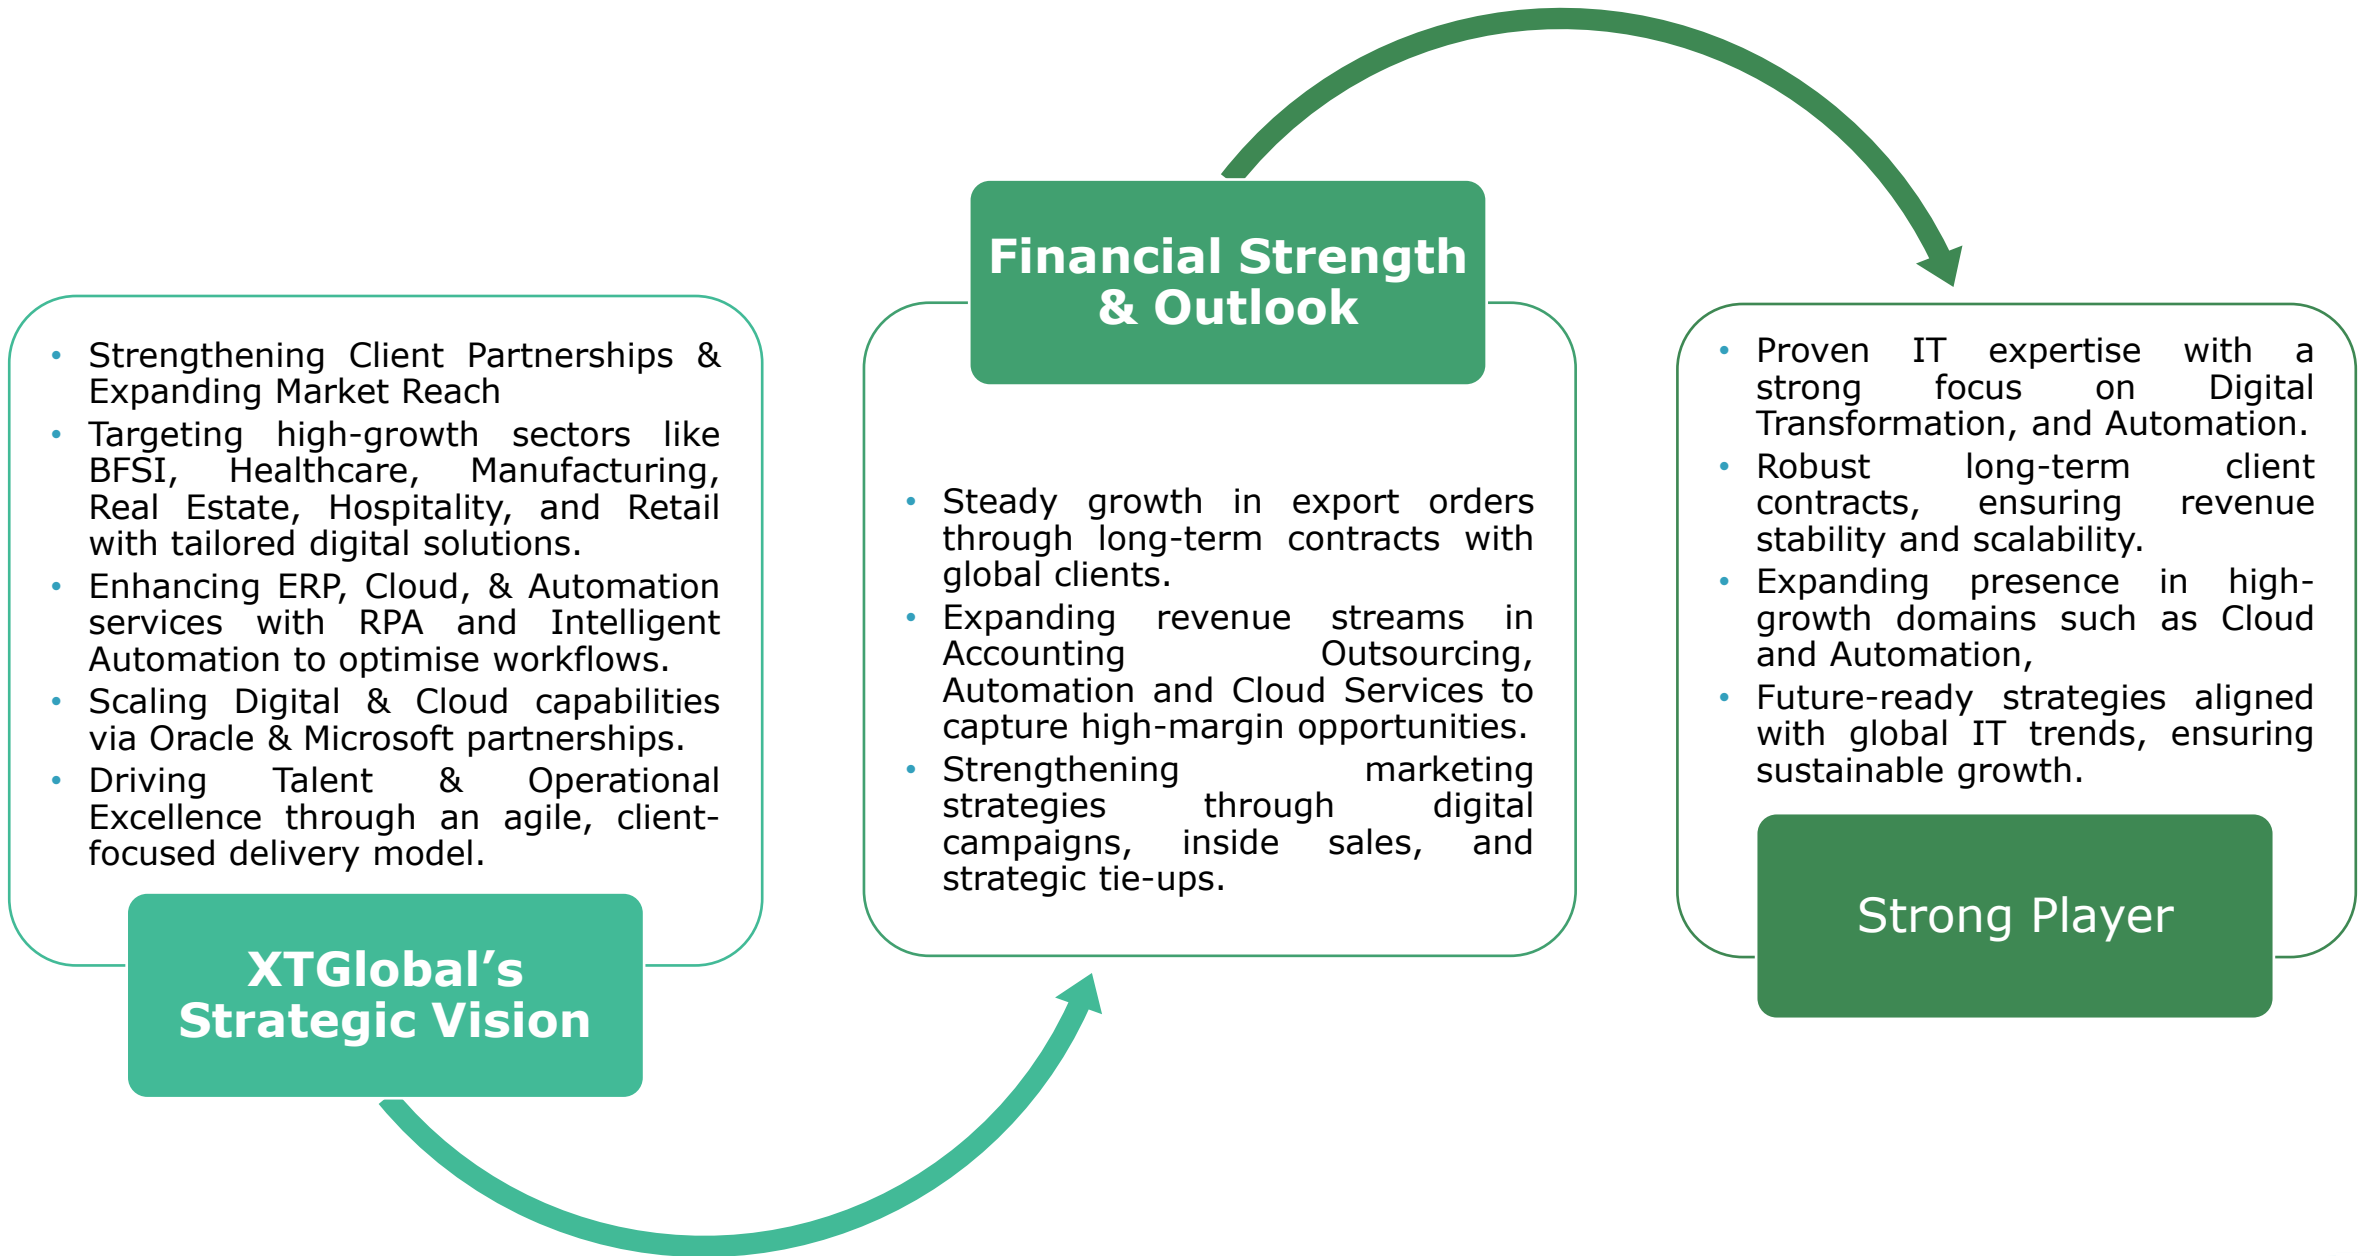 • Strengthening Client Partnerships &
Expanding Market Reach
• Targeting high-growth sectors like
BFSI, Healthcare, Manufacturing,
Real Estate, Hospitality, and Retail
with tailored digital solutions.
• Enhancing ERP, Cloud, & Automation
services with RPA and Intelligent
Automation to optimise workflows.
• Scaling Digital & Cloud capabilities
via Oracle & Microsoft partnerships.
• Driving Talent & Operational
Excellence through an agile, client-
focused delivery model.
XTGlobal’s
Strategic Vision
Financial Strength
& Outlook
• Steady growth in export orders
through long-term contracts with
global clients.
• Expanding revenue streams in
Accounting Outsourcing,
Automation and Cloud Services to
capture high-margin opportunities.
• Strengthening marketing
strategies through digital
campaigns, inside sales, and
strategic tie-ups.
• Proven IT expertise with a
strong focus on Digital
Transformation, and Automation.
• Robust long-term client
contracts, ensuring revenue
stability and scalability.
• Expanding presence in high-
growth domains such as Cloud
and Automation,
• Future-ready strategies aligned
with global IT trends, ensuring
sustainable growth.
Strong Player